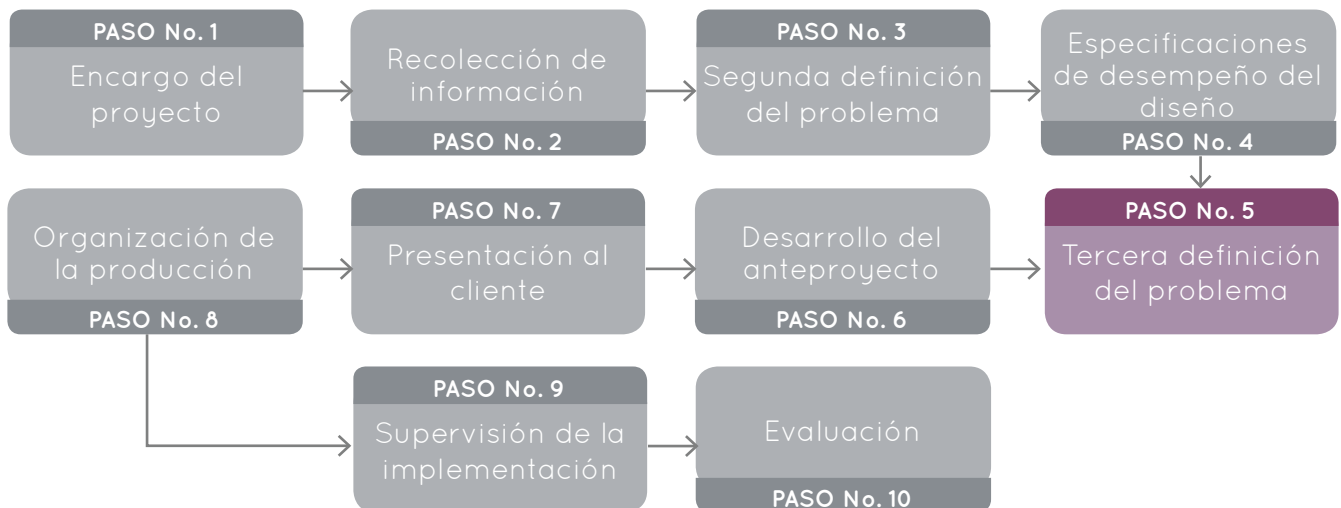 PASO No. 1
Encargo del
proyecto
Recolección de
información
PASO No. 2
PASO No. 3
Segunda definición
del problema
Especificaciones
de desempeño del
diseño
PASO No. 4
Organización de
la producción
PASO No. 8
PASO No. 7
Presentación al
cliente
Desarrollo del
anteproyecto
PASO No. 6
PASO No. 5
Tercera definición
del problema
PASO No. 9
Supervisión de la
implementación
Evaluación
PASO No. 10